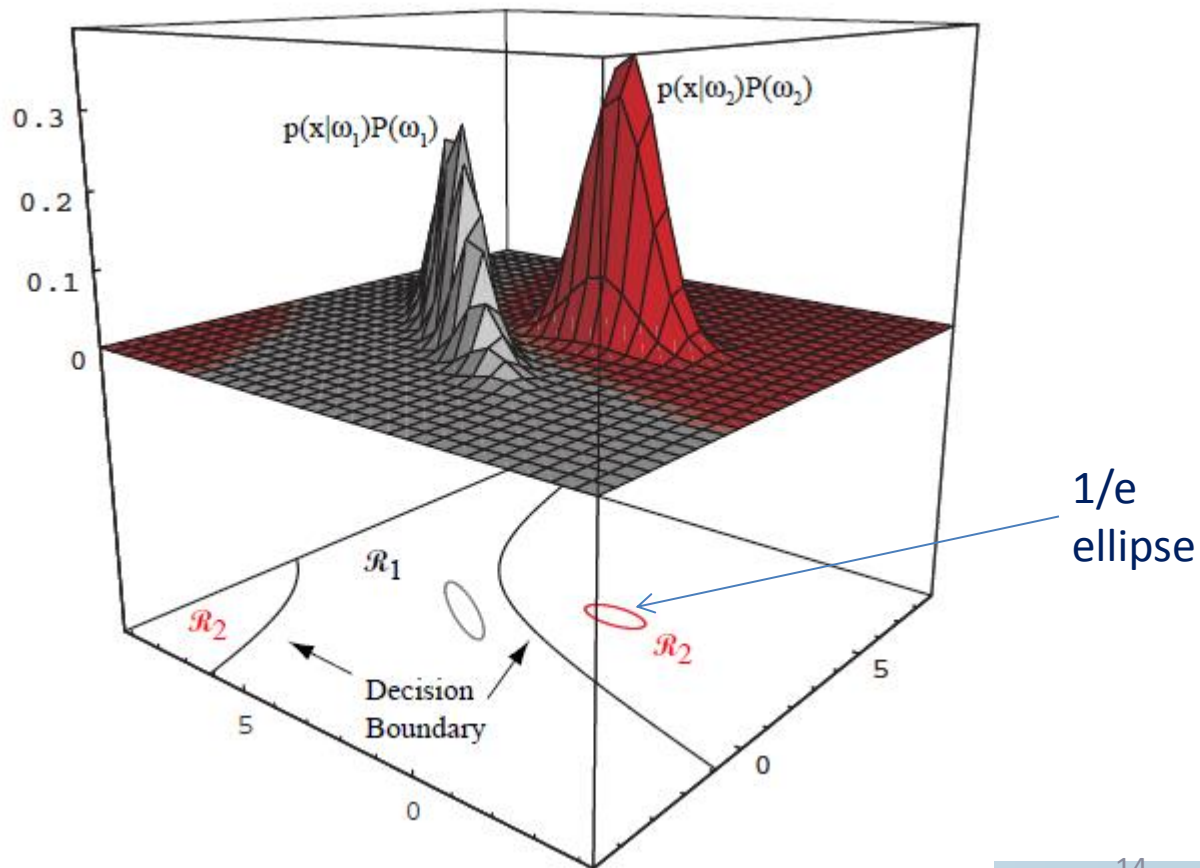 p(x|ω₂)P(ω₂)
p(x|ω₁)P(ω₁)
0.3
0.2
0.1
0
1/e
ellipse
ℛ₁
ℛ₂
ℛ₂
Decision
Boundary
5
0
5
0
14